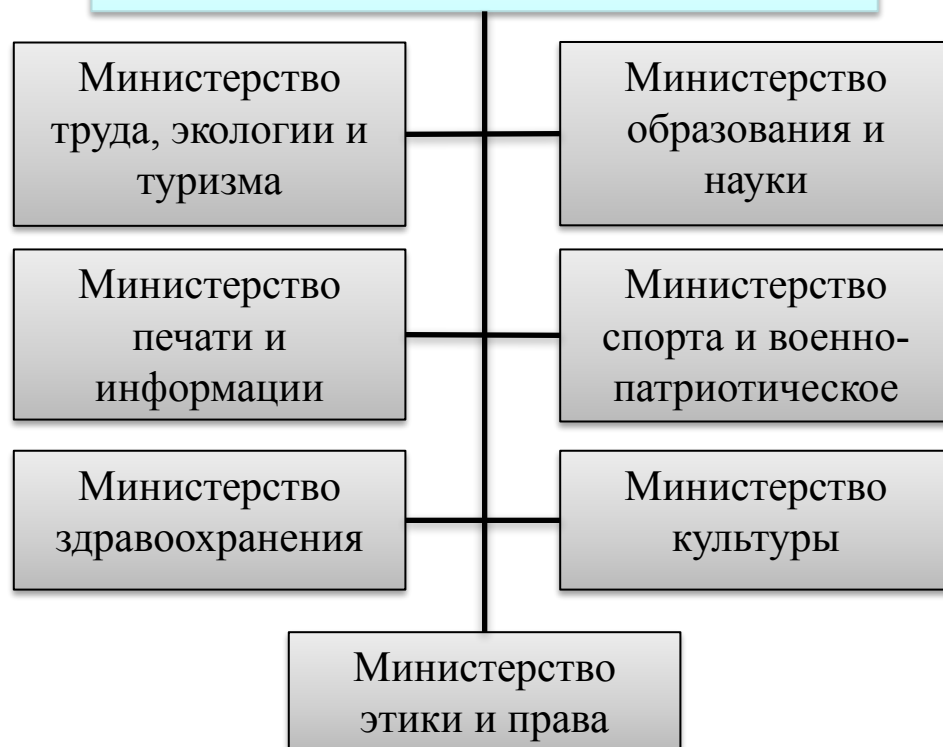 Министерство
труда, экологии и
туризма
Министерство
образования и
науки
Министерство
печати и
информации
Министерство
спорта и военно-
патриотическое
Министерство
здравоохранения
Министерство
культуры
Министерство
этики и права